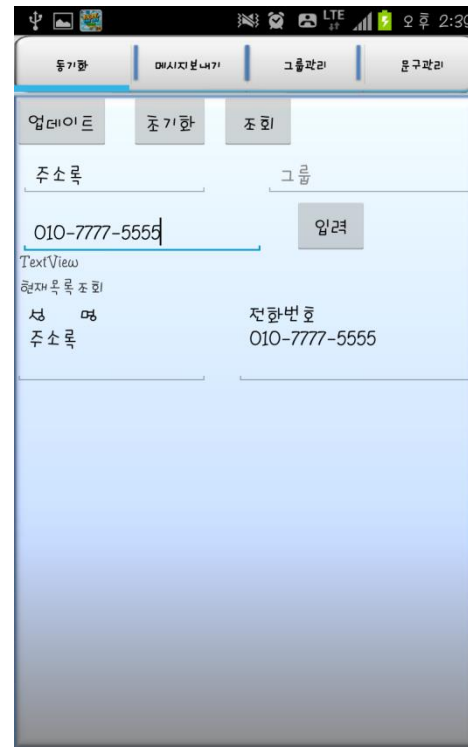 LTE 오후 2:39
동기화 메시지보내기 그룹관리 문구관리
업데이트 초기화 조회
주소록 그룹
010-7777-5555 입력
TextView
현재목록조회
성 명 전화번호
주소록 010-7777-5555